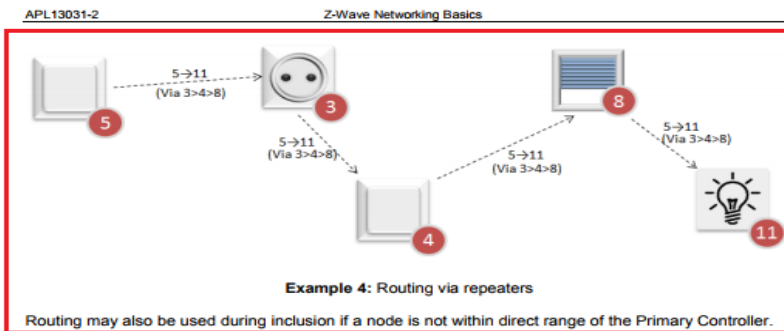 APL13031-2 Z-Wave Networking Basics
5→11
(Via 3>4>8)
5
3
8
5→11
(Via 3>4>8)
5→11
(Via 3>4>8)
5→11
(Via 3>4>8)
4
11
Example 4: Routing via repeaters
Routing may also be used during inclusion if a node is not within direct range of the Primary Controller.